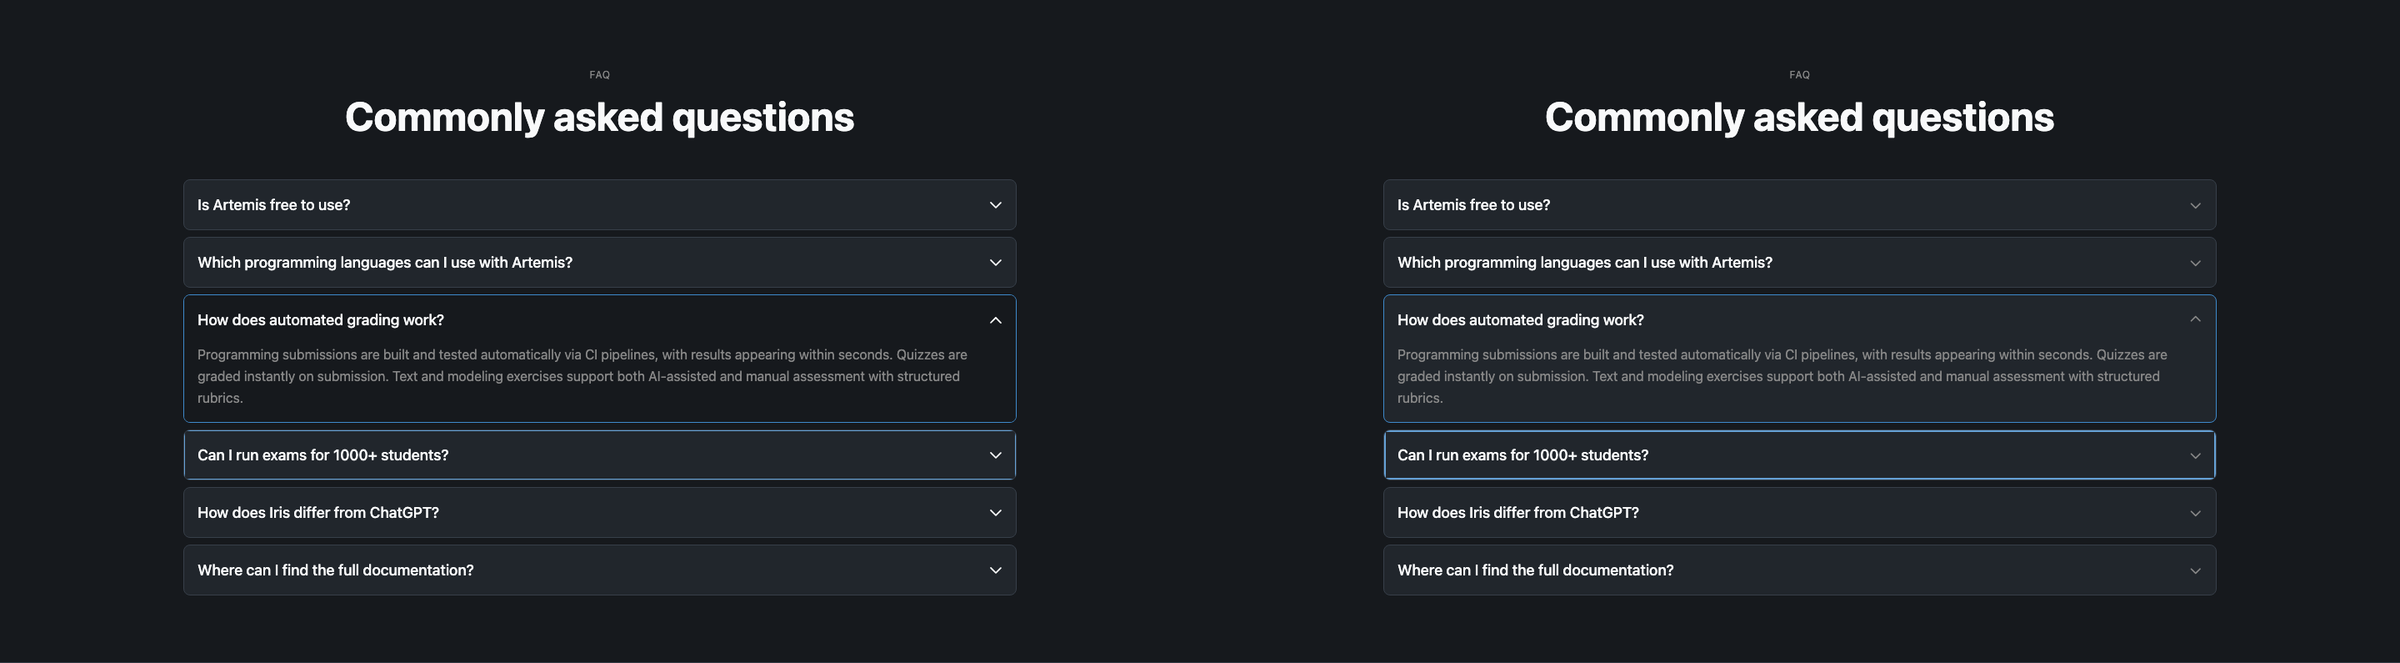 FAQ
Commonly asked questions
Is Artemis free to use?
Which programming languages can I use with Artemis?
How does automated grading work?
Programming submissions are built and tested automatically via CI pipelines, with results appearing within seconds. Quizzes are
graded instantly on submission. Text and modeling exercises support both AI-assisted and manual assessment with structured
rubrics.
Can I run exams for 1000+ students?
How does Iris differ from ChatGPT?
Where can I find the full documentation?
FAQ
Commonly asked questions
Is Artemis free to use?
Which programming languages can I use with Artemis?
How does automated grading work?
Programming submissions are built and tested automatically via CI pipelines, with results appearing within seconds. Quizzes are
graded instantly on submission. Text and modeling exercises support both AI-assisted and manual assessment with structured
rubrics.
Can I run exams for 1000+ students?
How does Iris differ from ChatGPT?
Where can I find the full documentation?